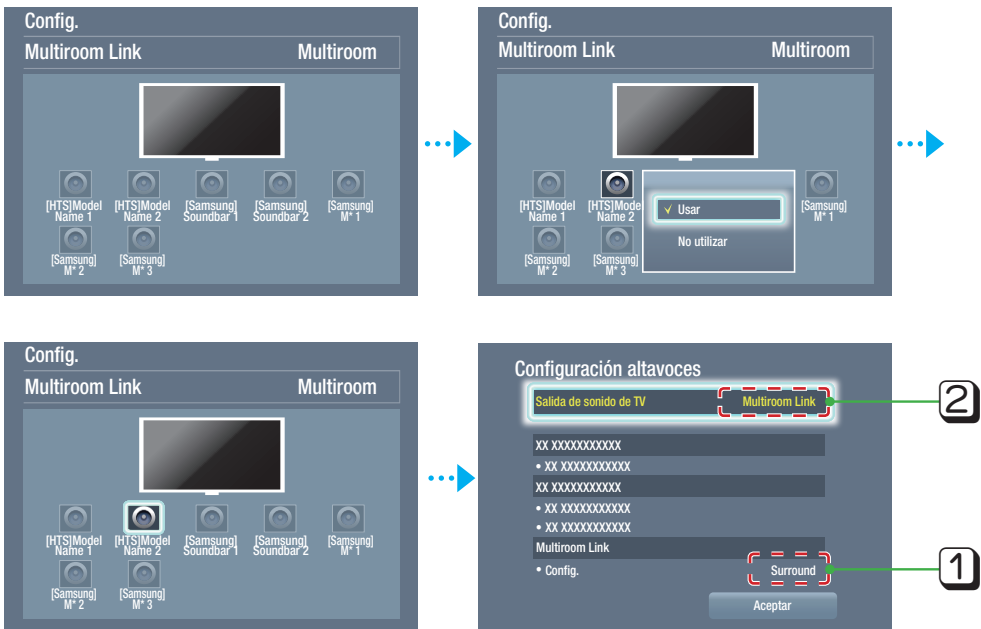 Config.
Multiroom Link Multiroom
[HTS]Model Name 1
[HTS]Model Name 2
[Samsung] Soundbar 1
[Samsung] Soundbar 2
[Samsung] M* 1
[Samsung] M* 2
[Samsung] M* 3
Config.
Multiroom Link Multiroom
[HTS]Model Name 1
[HTS]Mode Name 2
Usar
No utilizar
[Samsung] M* 1
[Samsung] M* 2
[Samsung] M* 3
Config.
Multiroom Link Multiroom
[HTS]Model Name 1
[HTS]Model Name 2
[Samsung] Soundbar 1
[Samsung] Soundbar 2
[Samsung] M* 1
[Samsung] M* 2
[Samsung] M* 3
Configuración altavoces
Salida de sonido de TV Multiroom Link
2
XX XXXXXXXXXXX
• XX XXXXXXXXXXX
XX XXXXXXXXXXX
• XX XXXXXXXXXXX
• XX XXXXXXXXXXX
Multiroom Link
• Config. Surround
1
Aceptar